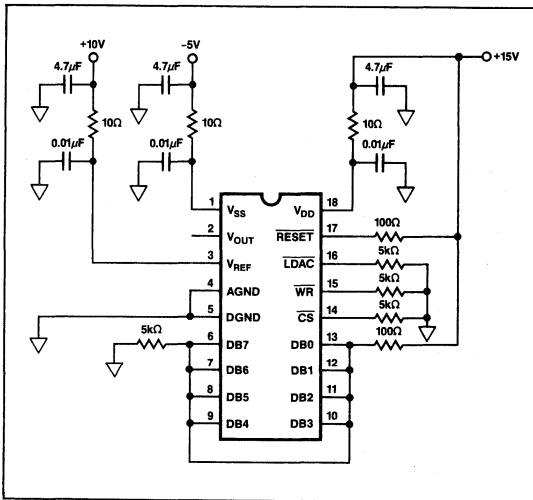 +10V
-5V
+15V
4.7μF
4.7μF
4.7μF
10Ω
10Ω
10Ω
0.01μF
0.01μF
0.01μF
1 VSS VDD 18
2 VOUT RESET 17 100Ω
3 VREF LDAC 16 5kΩ
4 AGND WR 15 5kΩ
5 DGND CS 14 5kΩ
5kΩ 6 DB7 DB0 13 100Ω
7 DB6 DB1 12
8 DB5 DB2 11
9 DB4 DB3 10